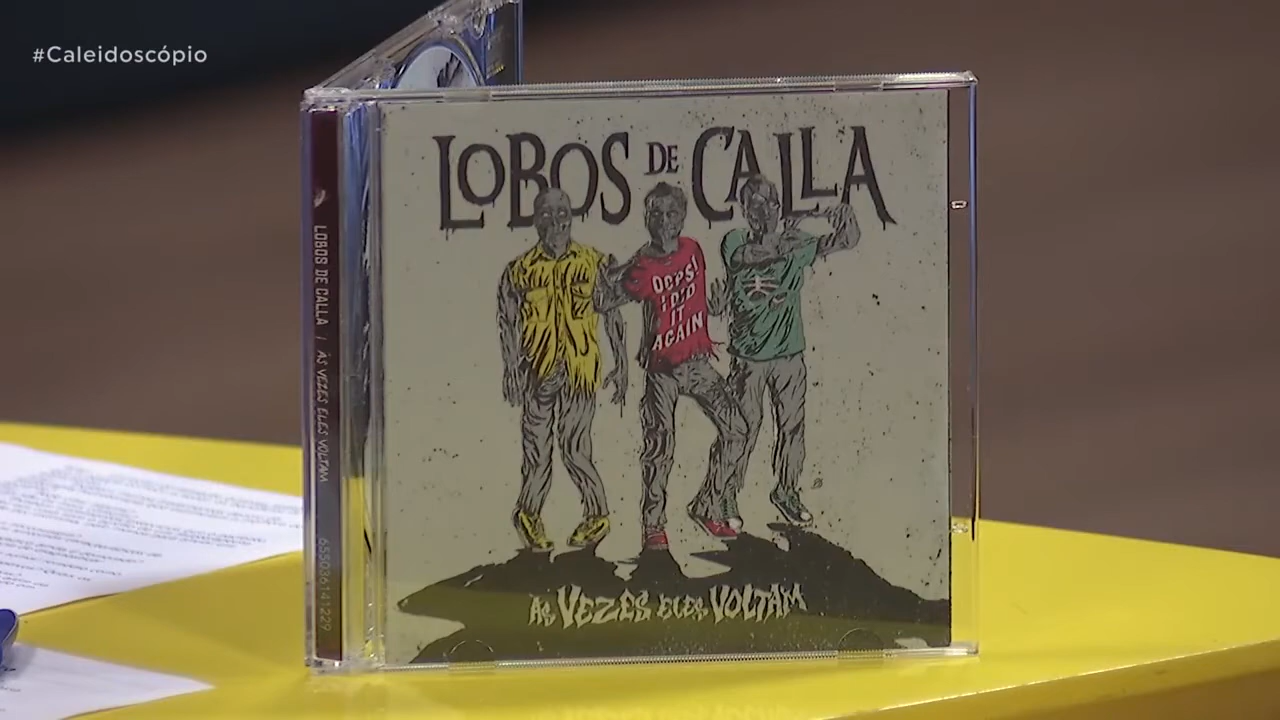 #Caleidoscópio
LOBOS DE CALLA
OOPS!
I DID
IT
AGAIN
ÀS VEZES ELES VOLTAM
LOBOS DE CALLA / ÀS VEZES ELES VOLTAM
655036141229